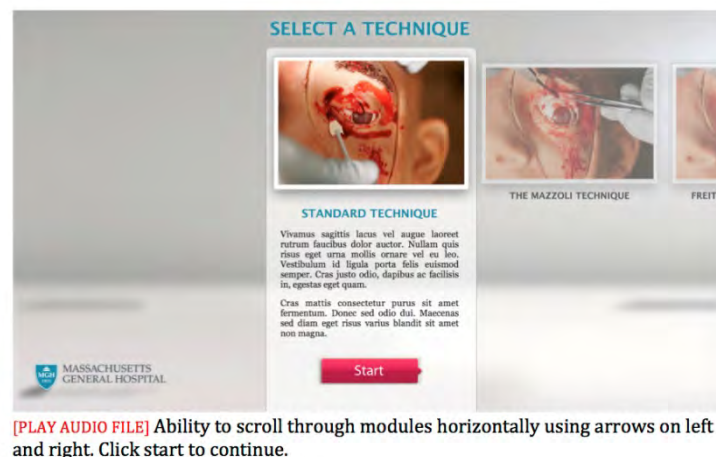 SELECT A TECHNIQUE
THE MAZZOLI TECHNIQUE
FREIT
STANDARD TECHNIQUE
Vivamus sagittis lacus vel augue laoreet
rutrum faucibus dolor auctor. Nullam quis
risus eget urna mollis ornare vel eu leo.
Vestibulum id ligula porta felis euismod
semper. Cras justo odio, dapibus ac facilisis
in, egestas eget quam.
Cras mattis consectetur purus sit amet
fermentum. Donec sed odio dui. Maecenas
sed diam eget risus varius blandit sit amet
non magna.
Start
MGH
MASSACHUSETTS
GENERAL HOSPITAL
[PLAY AUDIO FILE] Ability to scroll through modules horizontally using arrows on left
and right. Click start to continue.